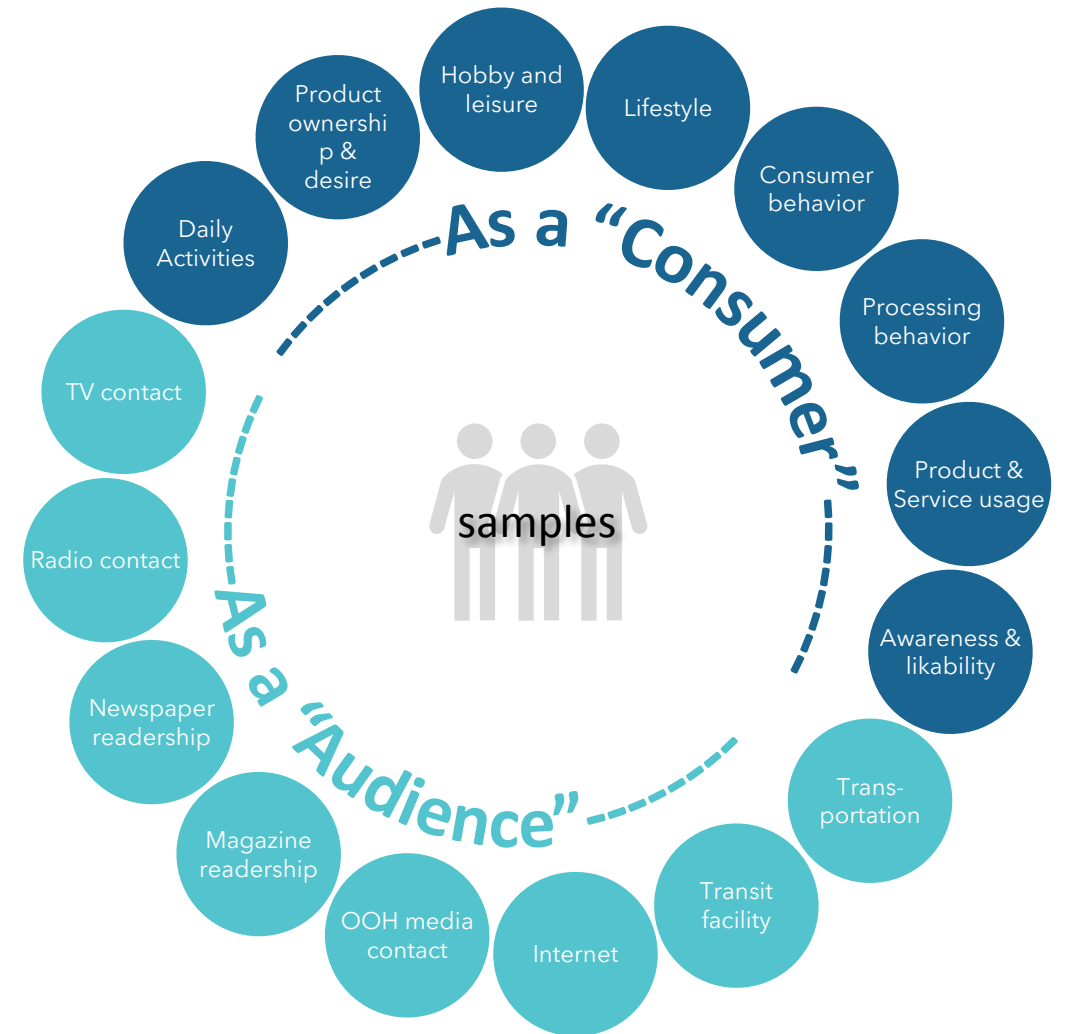 Hobby and
leisure
Lifestyle
Consumer
behavior
Processing
behavior
Product &
Service usage
Awareness &
likability
Trans-
portation
Transit
facility
Internet
OOH media
contact
Magazine
readership
Newspaper
readership
Radio contact
TV contact
Daily
Activities
Product
ownershi
p &
desire
As a “Consumer”
As a “Audience”
samples